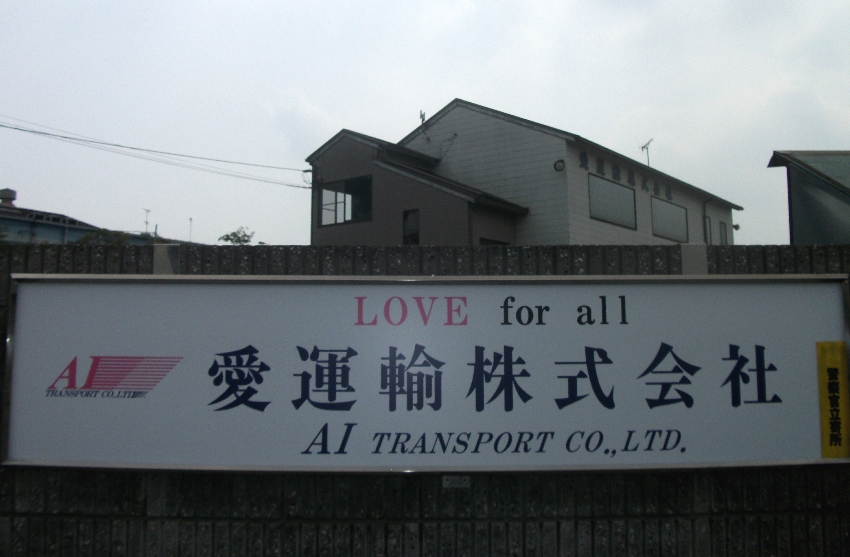 LOVE for all
AI
TRANSPORT CO.,LTD.
愛運輸株式会社
AI TRANSPORT CO.,LTD.
警察官立寄所